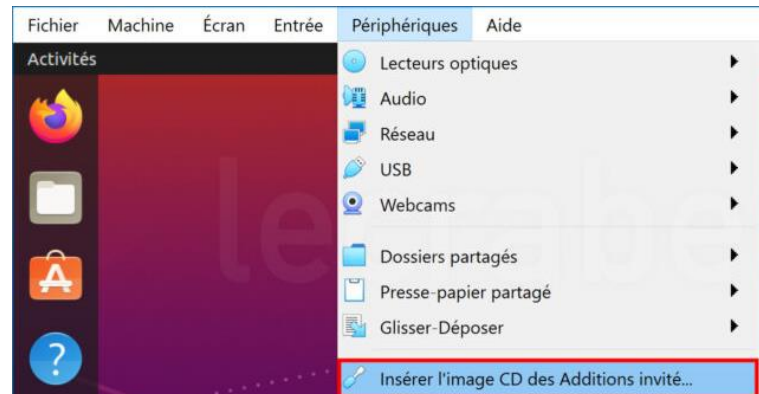 Fichier Machine Écran Entrée Périphériques Aide
Activités
Lecteurs optiques
Audio
Réseau
USB
Webcams
Dossiers partagés
Presse-papier partagé
Glisser-Déposer
Insérer l'image CD des Additions invité...